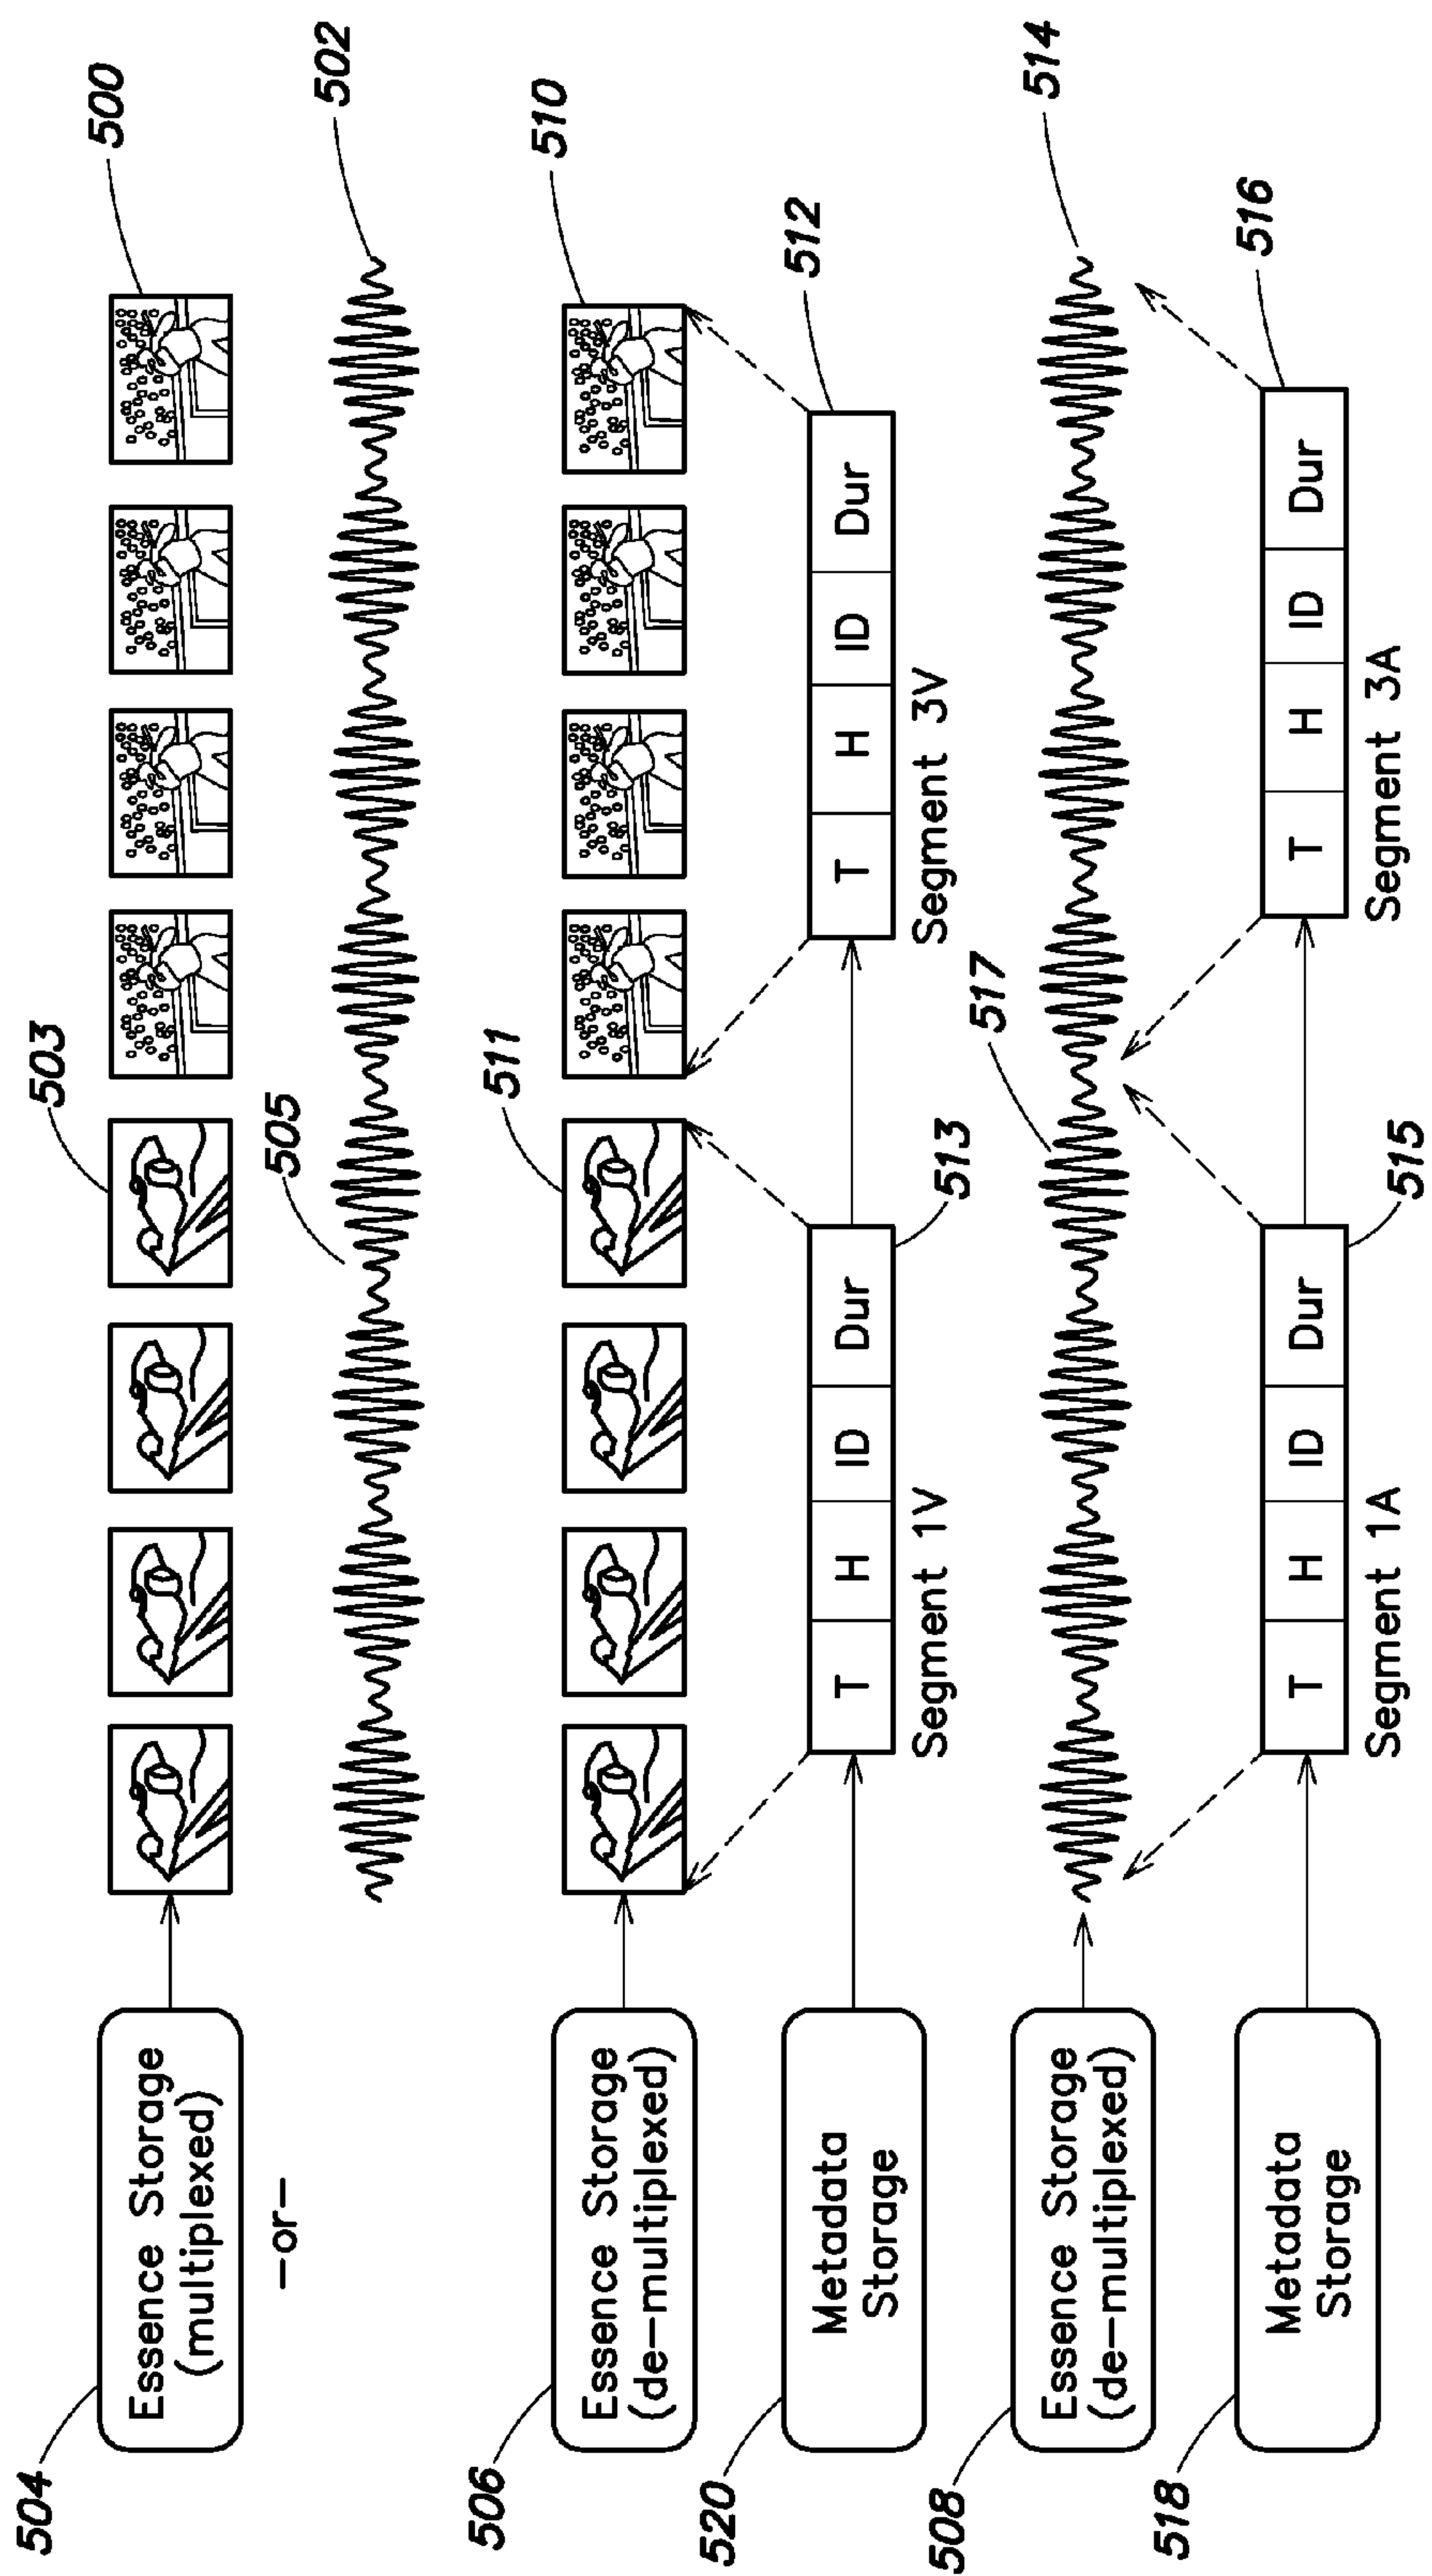 500
503
504
Essence Storage
(multiplexed)
502
505
-or-
510
511
506
Essence Storage
(de-multiplexed)
512
513
520
Metadata
Storage
T H ID Dur
T H ID Dur
Segment 1V
Segment 3V
514
517
508
Essence Storage
(de-multiplexed)
516
515
518
Metadata
Storage
T H ID Dur
T H ID Dur
Segment 1A
Segment 3A